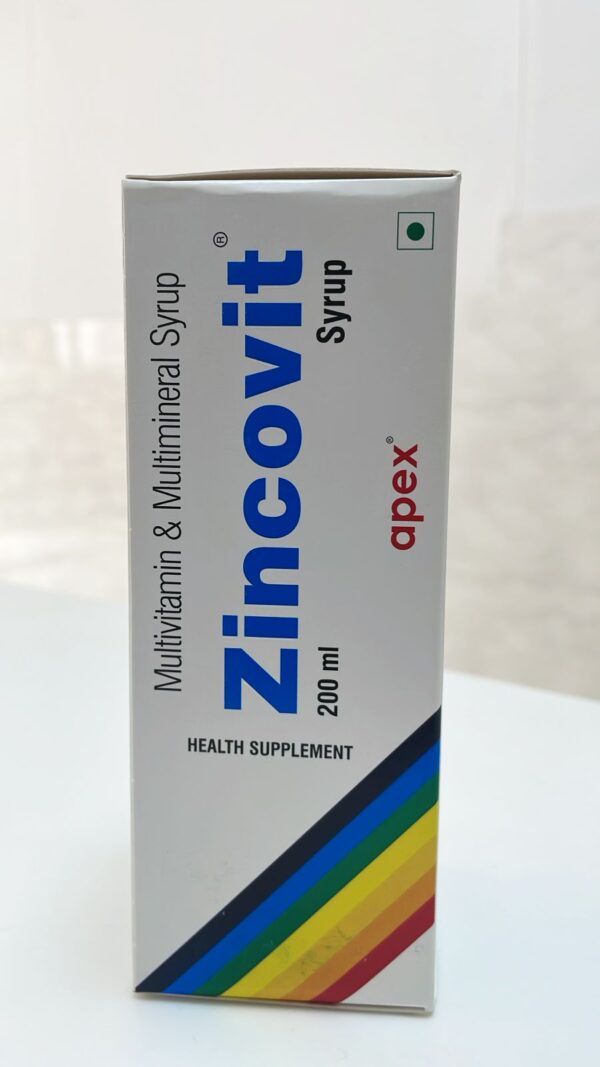 Multivitamin & Multimineral Syrup
Zincovit®
200 ml Syrup
HEALTH SUPPLEMENT
apex®